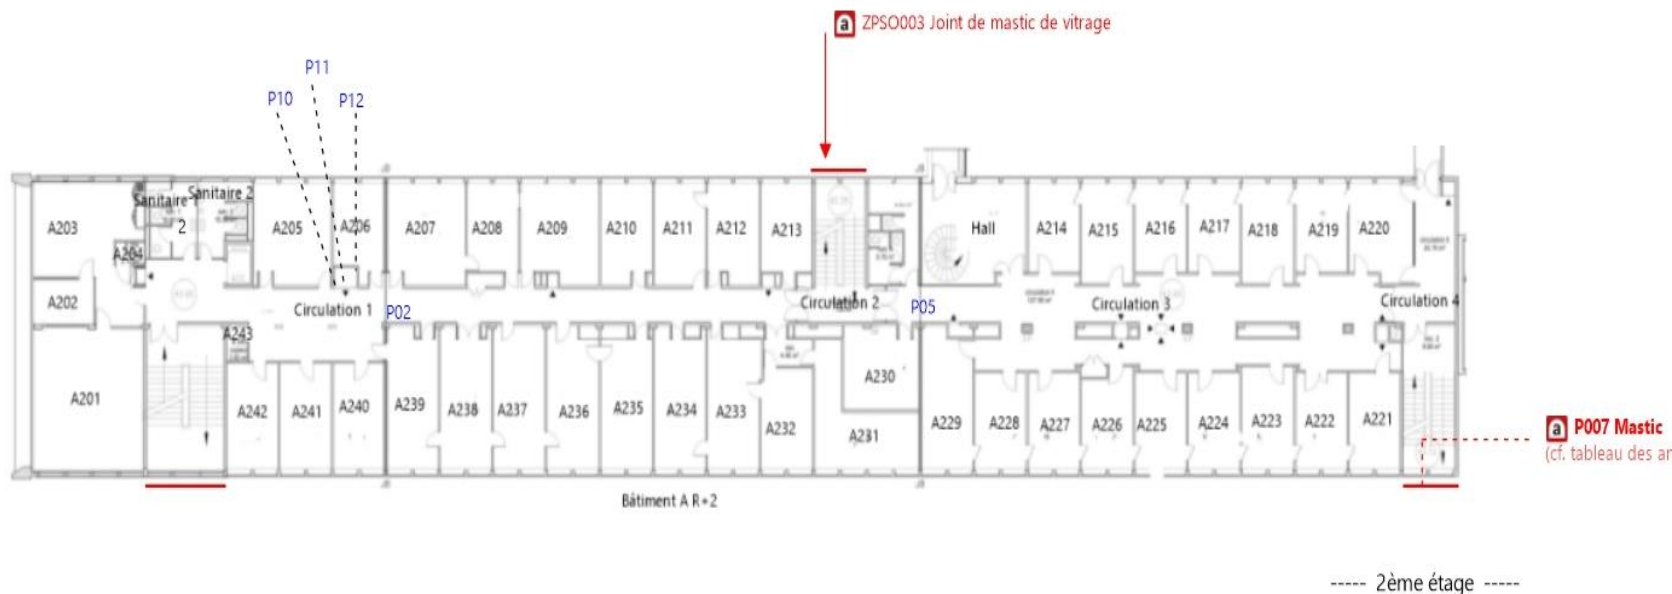 a ZPSO003 Joint de mastic de vitrage
P11
P10
P12
Sanitaire
2
Sanitaire 2
A203
A204
A205
A206
A207
A208
A209
A210
A211
A212
A213
Hall
A214
A215
A216
A217
A218
A219
A220
A202
Circulation 1
P02
Circulation 2
P05
Circulation 3
Circulation 4
A243
A201
A242
A241
A240
A239
A238
A237
A236
A235
A234
A233
A232
A230
A231
A229
A228
A227
A226
A225
A224
A223
A222
A221
a P007 Mastic
(cf. tableau des an
Bâtiment A R+2
----- 2ème étage -----